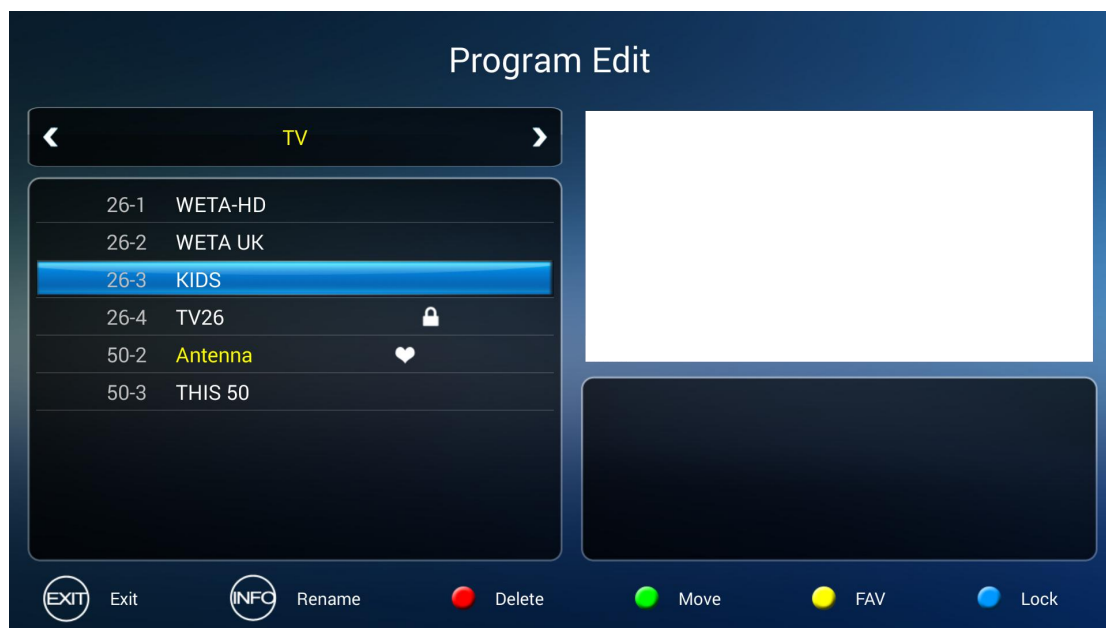 Program Edit
TV
26-1 WETA-HD
26-2 WETA UK
26-3 KIDS
26-4 TV26
50-2 Antenna
50-3 THIS 50
EXIT Exit INFO Rename Delete Move FAV Lock